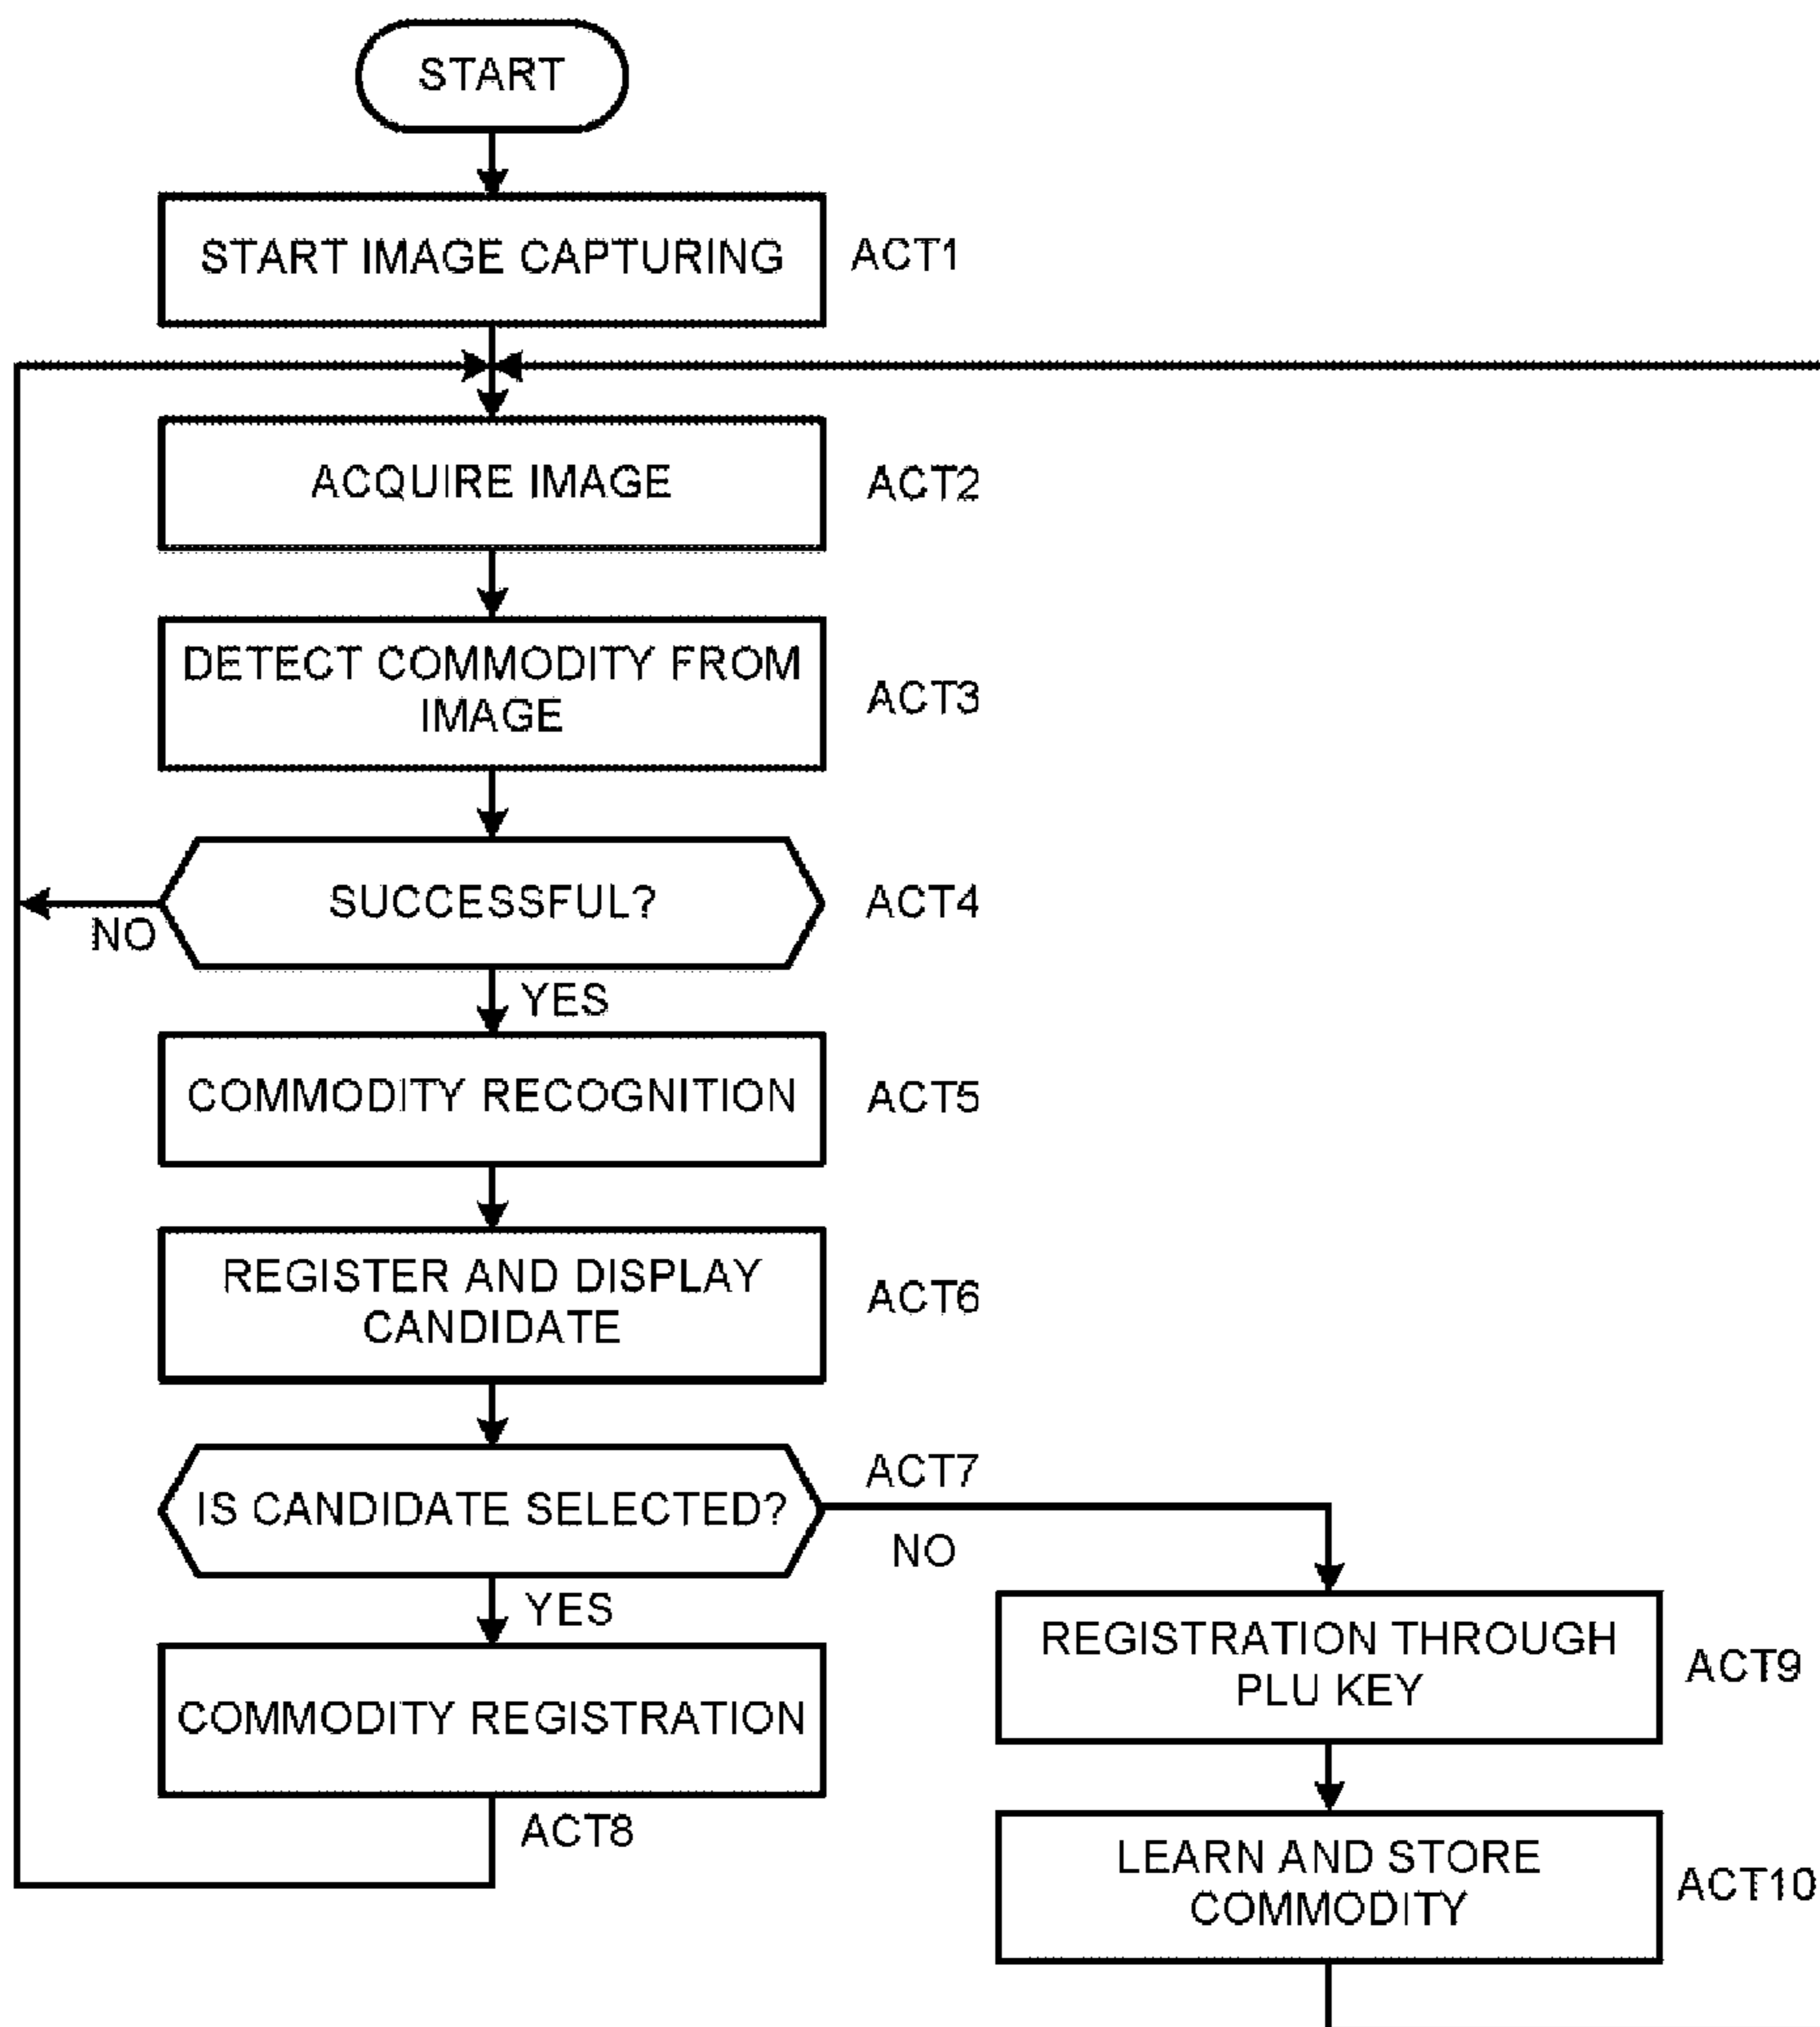 START
START IMAGE CAPTURING
ACT1
ACQUIRE IMAGE
ACT2
DETECT COMMODITY FROM
IMAGE
ACT3
SUCCESSFUL?
ACT4
NO
YES
COMMODITY RECOGNITION
ACT5
REGISTER AND DISPLAY
CANDIDATE
ACT6
IS CANDIDATE SELECTED?
ACT7
NO
YES
COMMODITY REGISTRATION
ACT8
REGISTRATION THROUGH
PLU KEY
ACT9
LEARN AND STORE
COMMODITY
ACT10